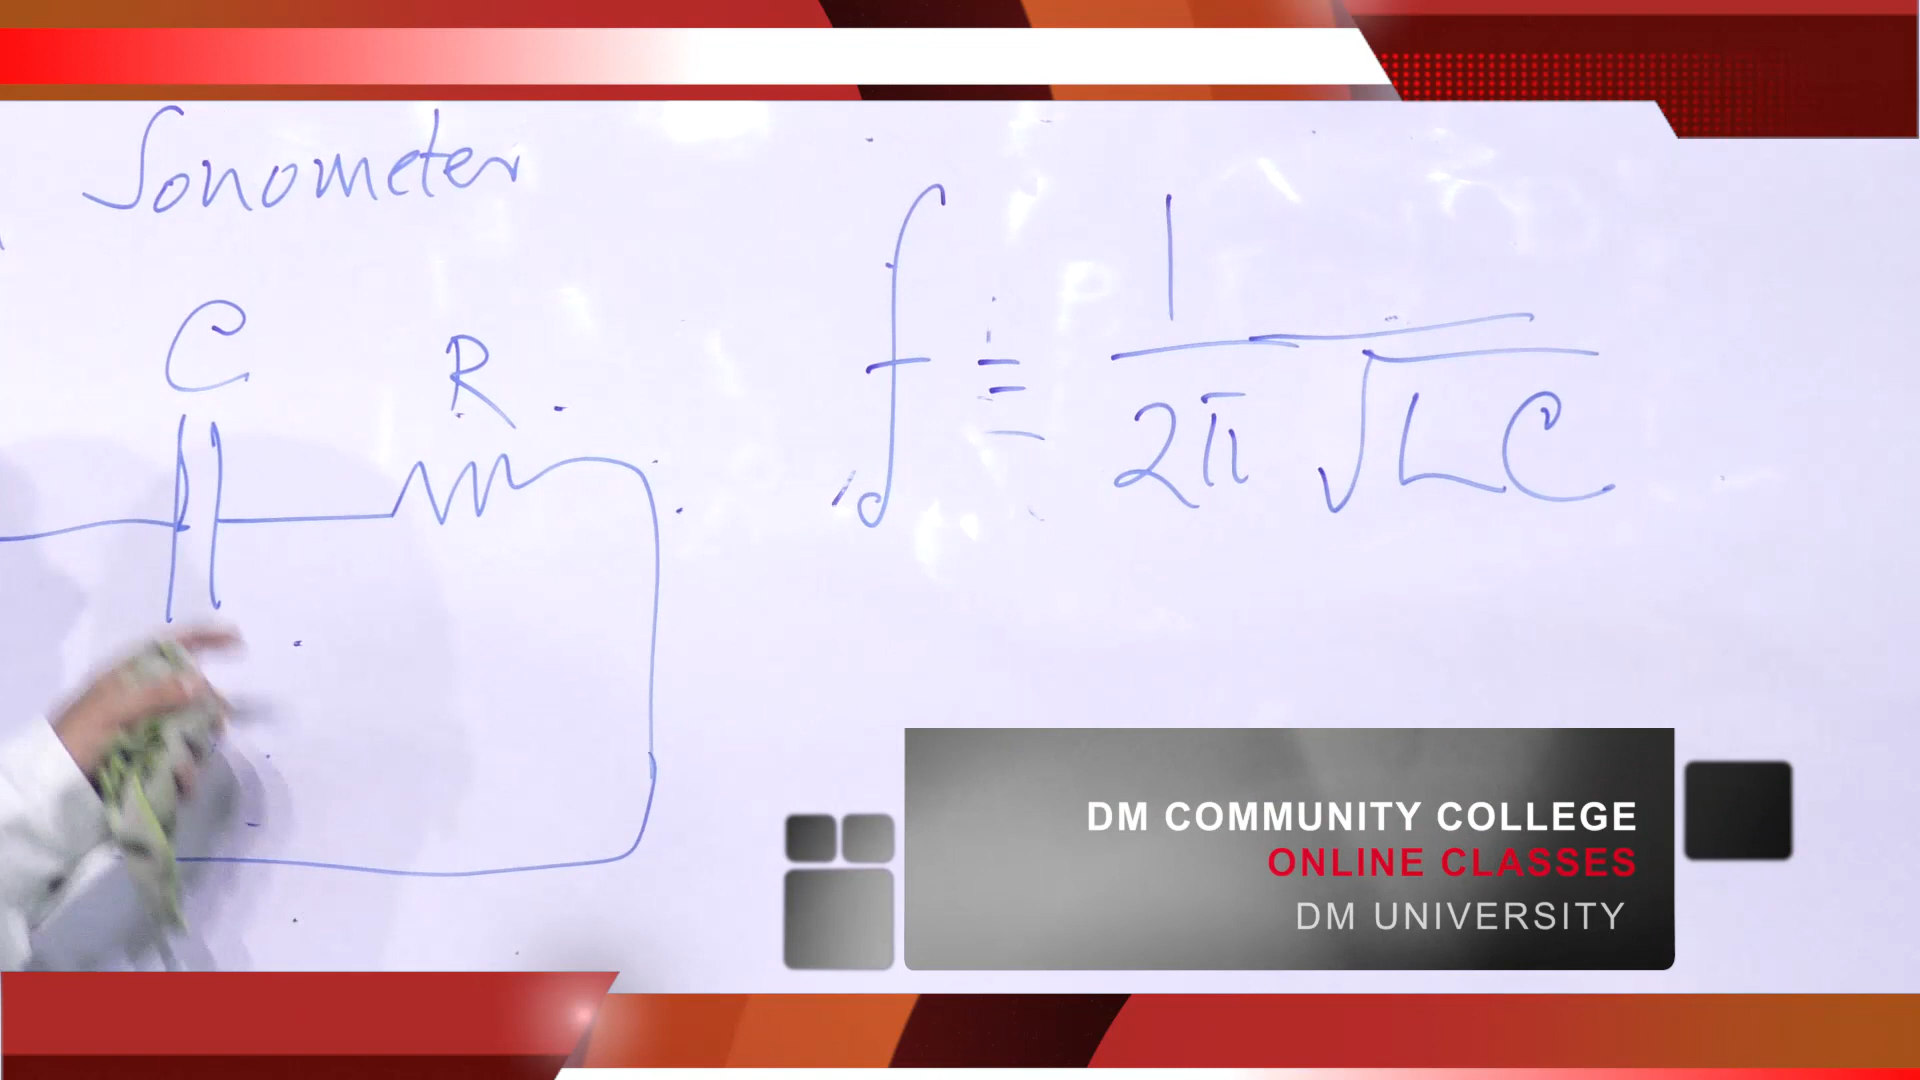 Sonometer
C
R
f = 1 / 2π √LC
DM COMMUNITY COLLEGE
ONLINE CLASSES
DM UNIVERSITY